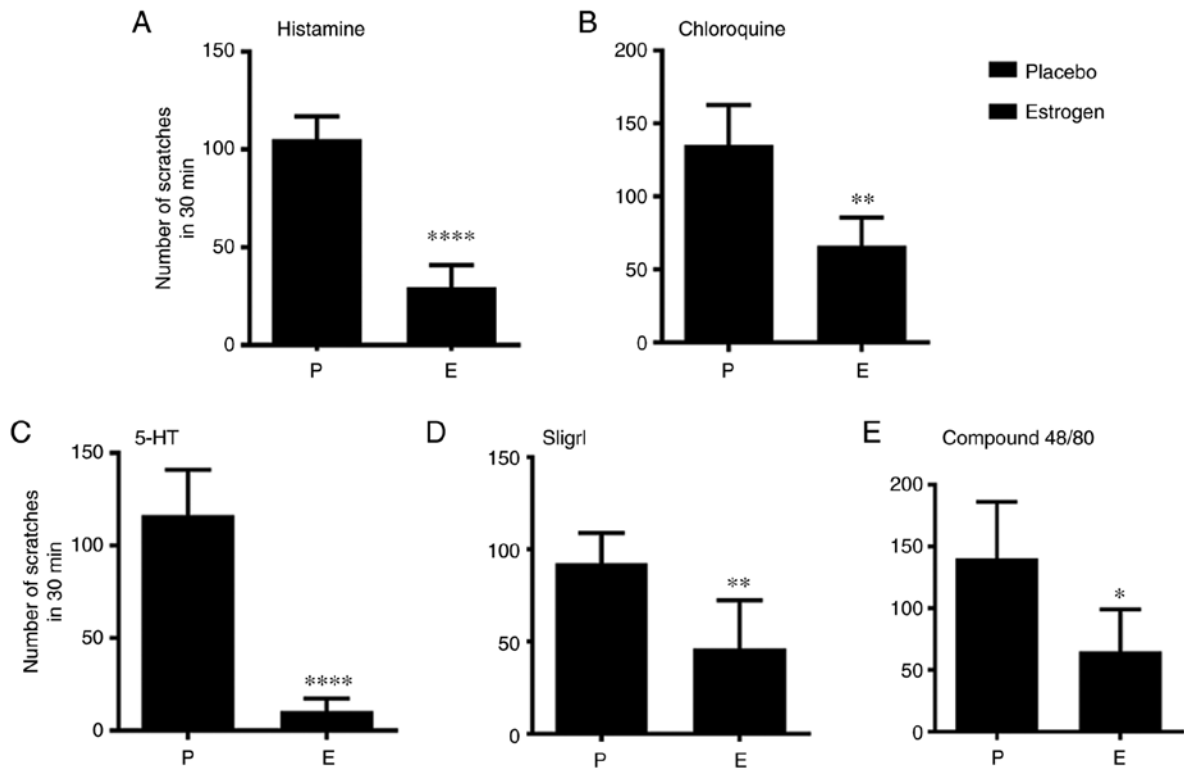 A
Histamine
Number of scratches
in 30 min
150
100
50
0
****
P
E
B
Chloroquine
200
150
100
50
0
**
P
E
Placebo
Estrogen
C
5-HT
Number of scratches
in 30 min
150
100
50
0
****
P
E
D
Sligrl
150
100
50
0
**
P
E
E
Compound 48/80
200
150
100
50
0
*
P
E